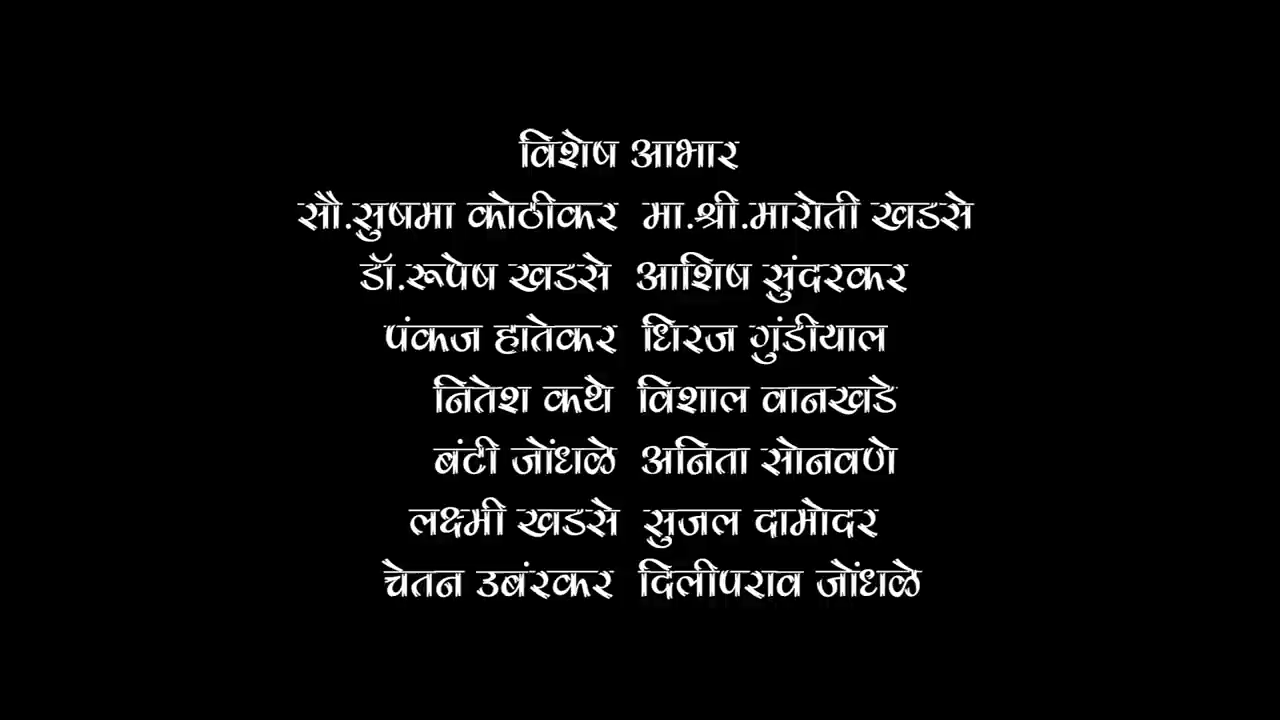 विशेष आभार
सौ.सुषमा कोठीकर मा.श्री.मारोती खडसे
डॉ.रूपेष खडसे आशिष सुंदरकर
पंकज हातेकर धिरज गुंडीयाल
नितेश कथे विशाल वानखडे
बंटी जोंधळे अनिता सोनवणे
लक्ष्मी खडसे सुजल दामोदर
चेतन उबंरकर दिलीपराव जोंधळे